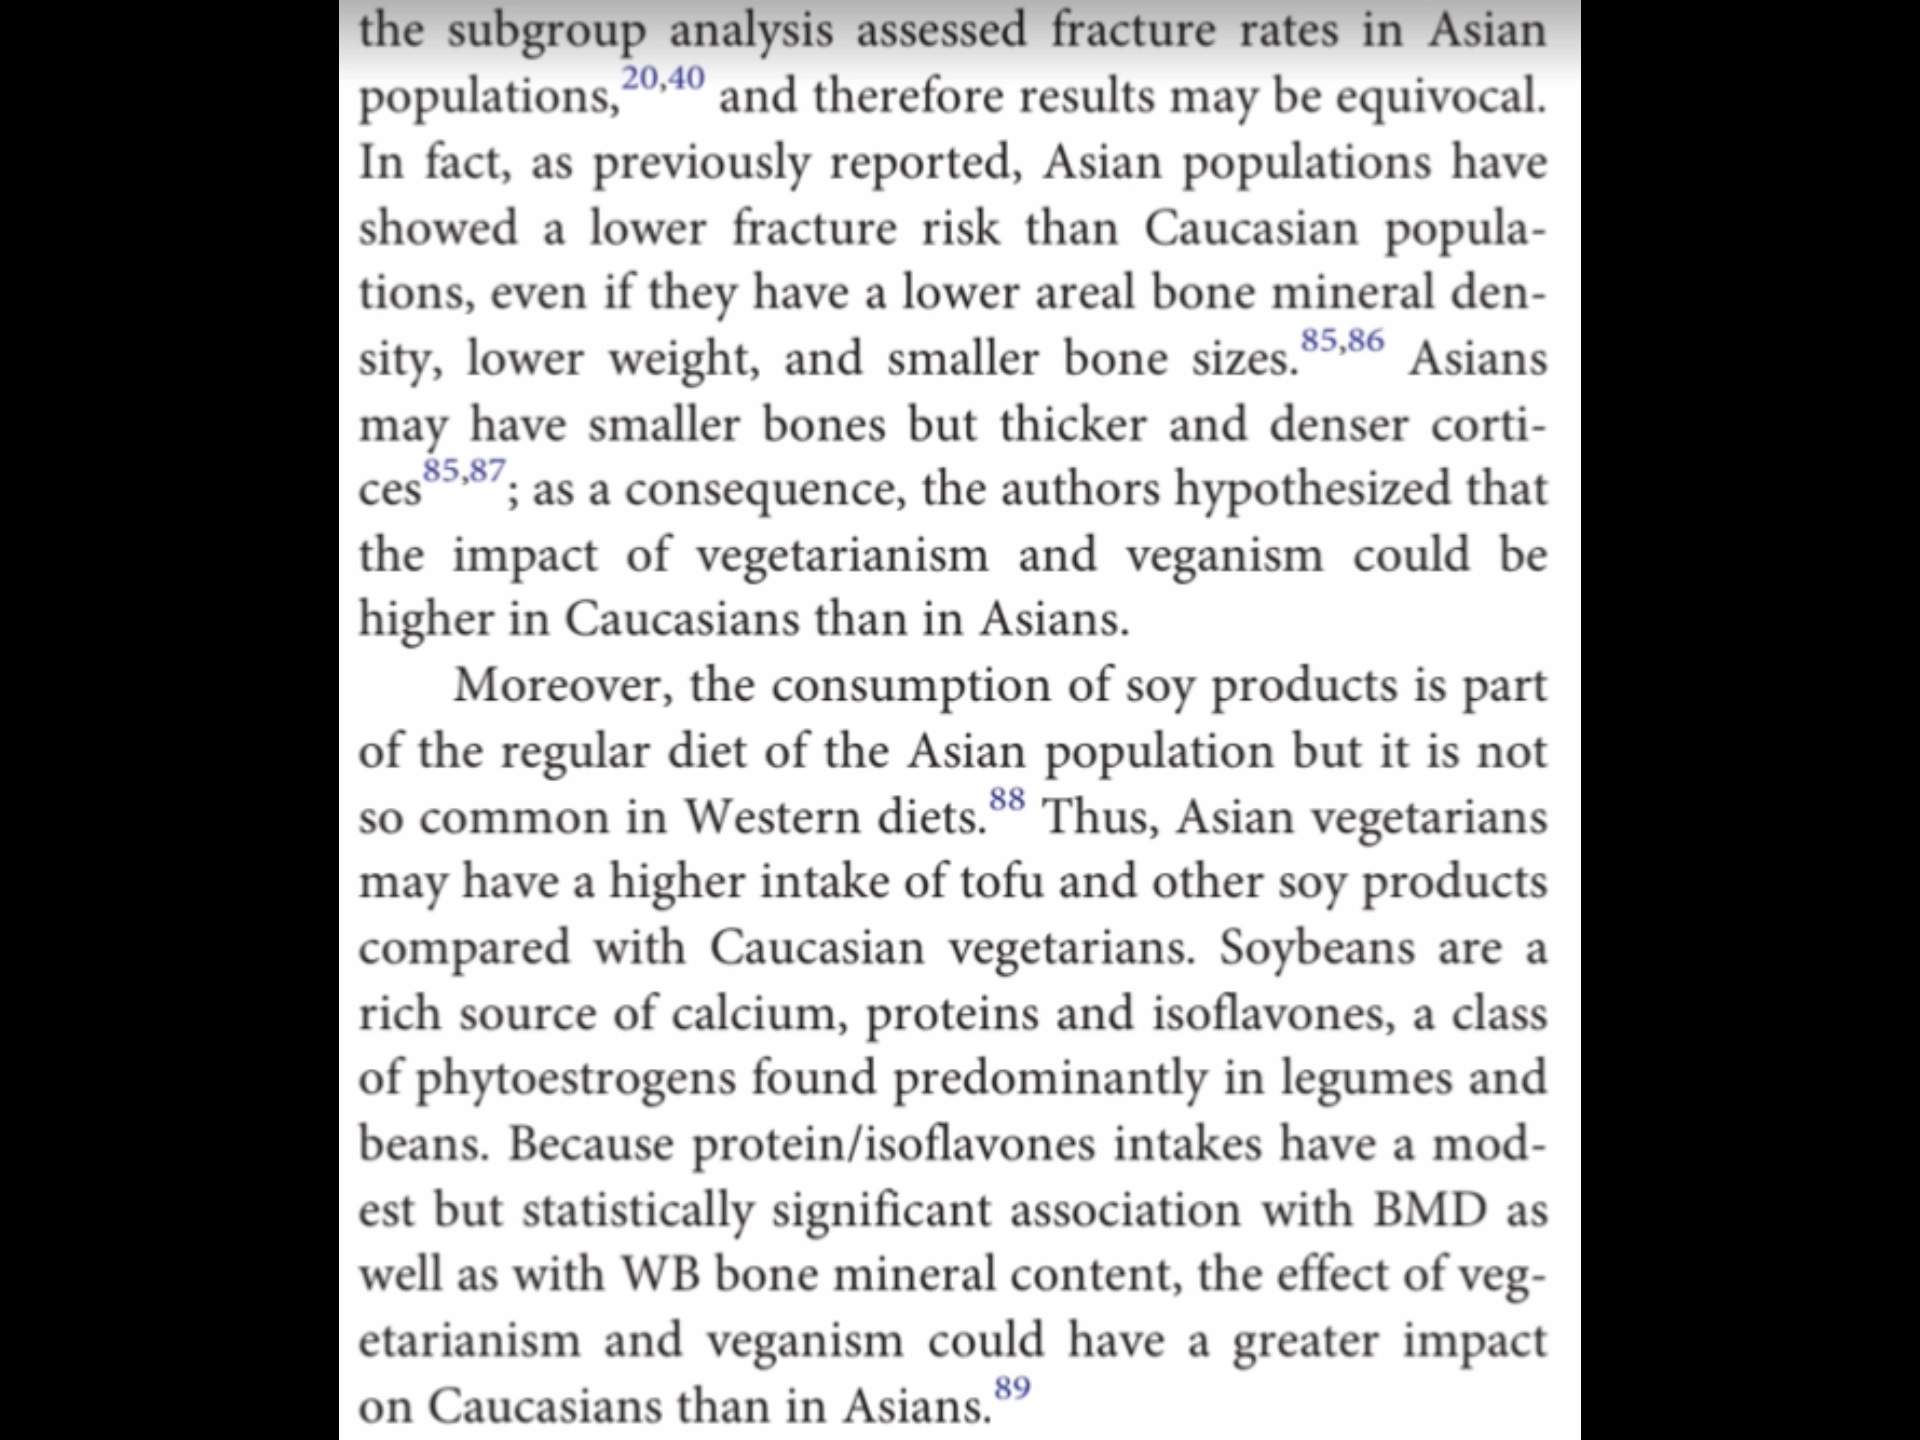 the subgroup analysis assessed fracture rates in Asian
populations,20,40 and therefore results may be equivocal.
In fact, as previously reported, Asian populations have
showed a lower fracture risk than Caucasian popula-
tions, even if they have a lower areal bone mineral den-
sity, lower weight, and smaller bone sizes.85,86 Asians
may have smaller bones but thicker and denser corti-
ces85,87; as a consequence, the authors hypothesized that
the impact of vegetarianism and veganism could be
higher in Caucasians than in Asians.
Moreover, the consumption of soy products is part
of the regular diet of the Asian population but it is not
so common in Western diets.88 Thus, Asian vegetarians
may have a higher intake of tofu and other soy products
compared with Caucasian vegetarians. Soybeans are a
rich source of calcium, proteins and isoflavones, a class
of phytoestrogens found predominantly in legumes and
beans. Because protein/isoflavones intakes have a mod-
est but statistically significant association with BMD as
well as with WB bone mineral content, the effect of veg-
etarianism and veganism could have a greater impact
on Caucasians than in Asians.89